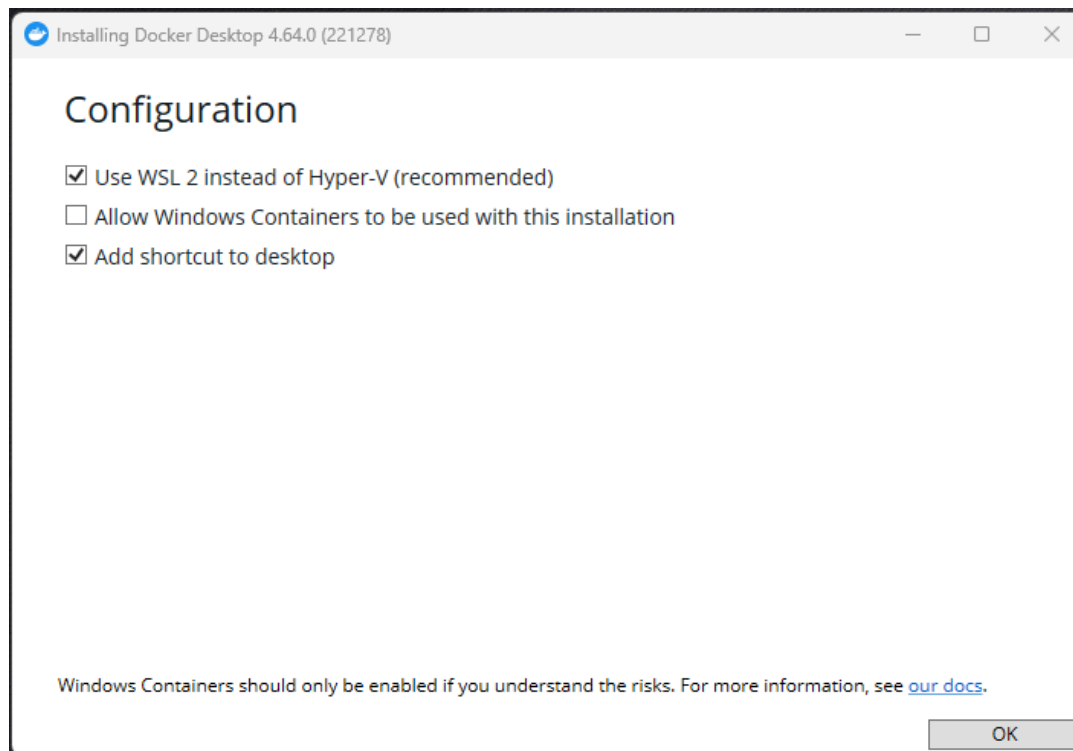 Installing Docker Desktop 4.64.0 (221278)
Configuration
Use WSL 2 instead of Hyper-V (recommended)
Allow Windows Containers to be used with this installation
Add shortcut to desktop
Windows Containers should only be enabled if you understand the risks. For more information, see our docs.
OK